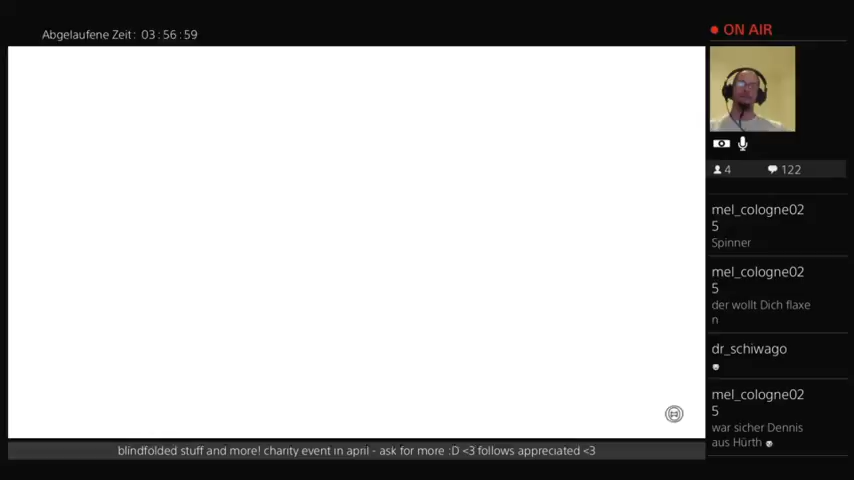 Abgelaufene Zeit: 03:56:59
ON AIR
4 122
mel_cologne02
5
Spinner
mel_cologne02
5
der wollt Dich flaxe
n
dr_schiwago
mel_cologne02
5
war sicher Dennis
aus Hürth
blindfolded stuff and more! charity event in april - ask for more :D <3 follows appreciated <3